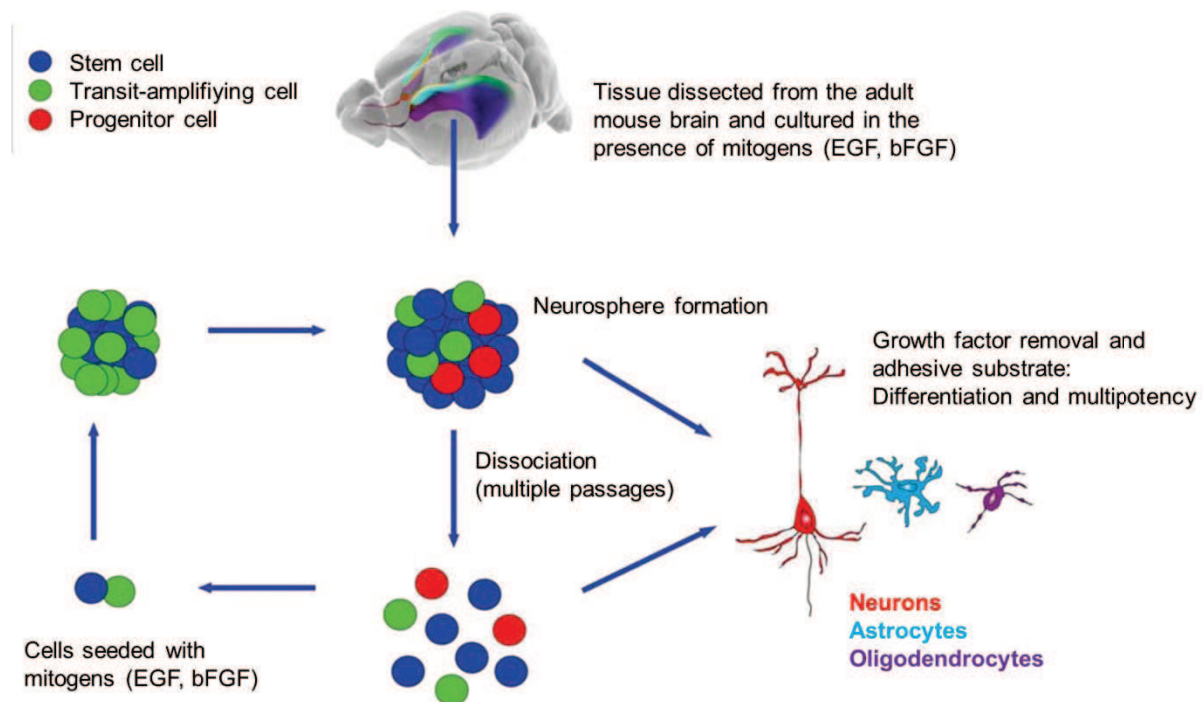 Stem cell
Transit-amplifiying cell
Progenitor cell
Tissue dissected from the adult
mouse brain and cultured in the
presence of mitogens (EGF, bFGF)
Neurosphere formation
Growth factor removal and
adhesive substrate:
Differentiation and multipotency
Dissociation
(multiple passages)
Cells seeded with
mitogens (EGF, bFGF)
Neurons
Astrocytes
Oligodendrocytes